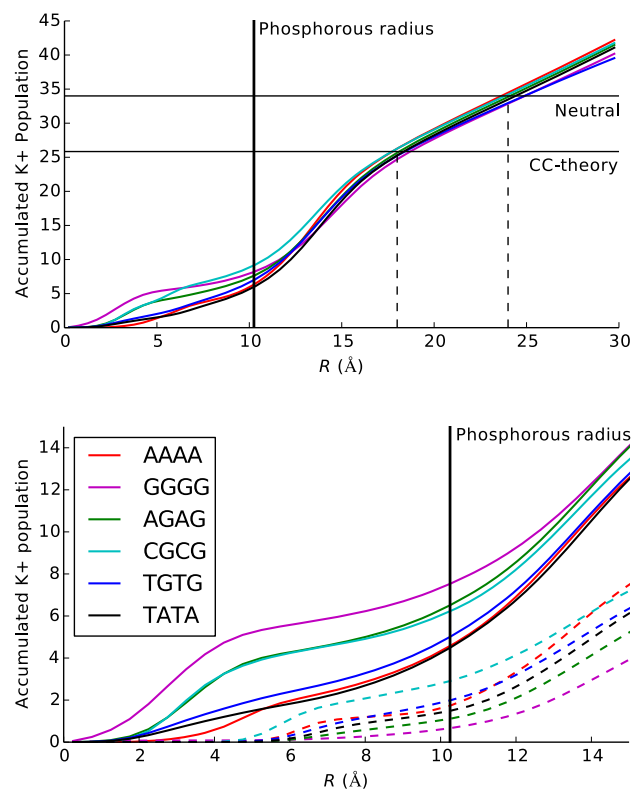 45
40
35
30
25
20
15
10
5
0
Accumulated K+ Population
Phosphorous radius
Neutral
CC-theory
0 5 10 15 20 25 30
R (Å)
14
12
10
8
6
4
2
0
Accumulated K+ population
Phosphorous radius
AAAA
GGGG
AGAG
CGCG
TGTG
TATA
0 2 4 6 8 10 12 14
R (Å)